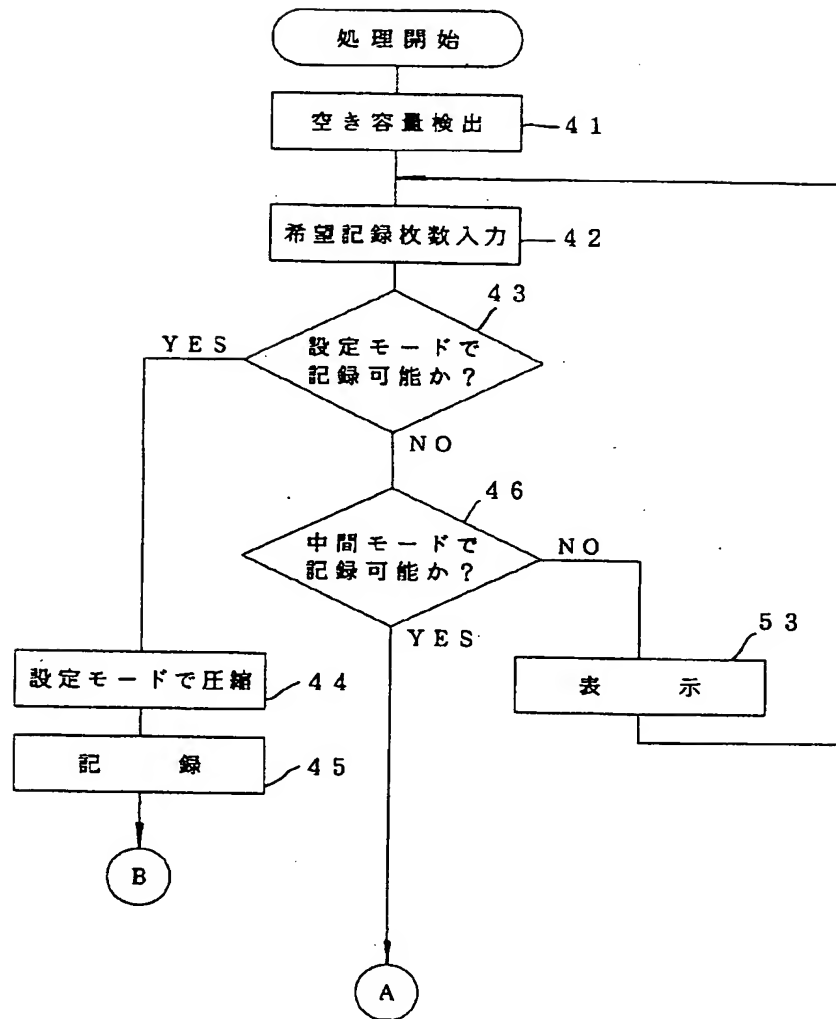 処理開始
空き容量検出
41
希望記録枚数入力
42
43
YES
設定モードで
記録可能か?
NO
46
中間モードで
記録可能か?
NO
YES
53
設定モードで圧縮
44
表 示
記 録
45
B
A